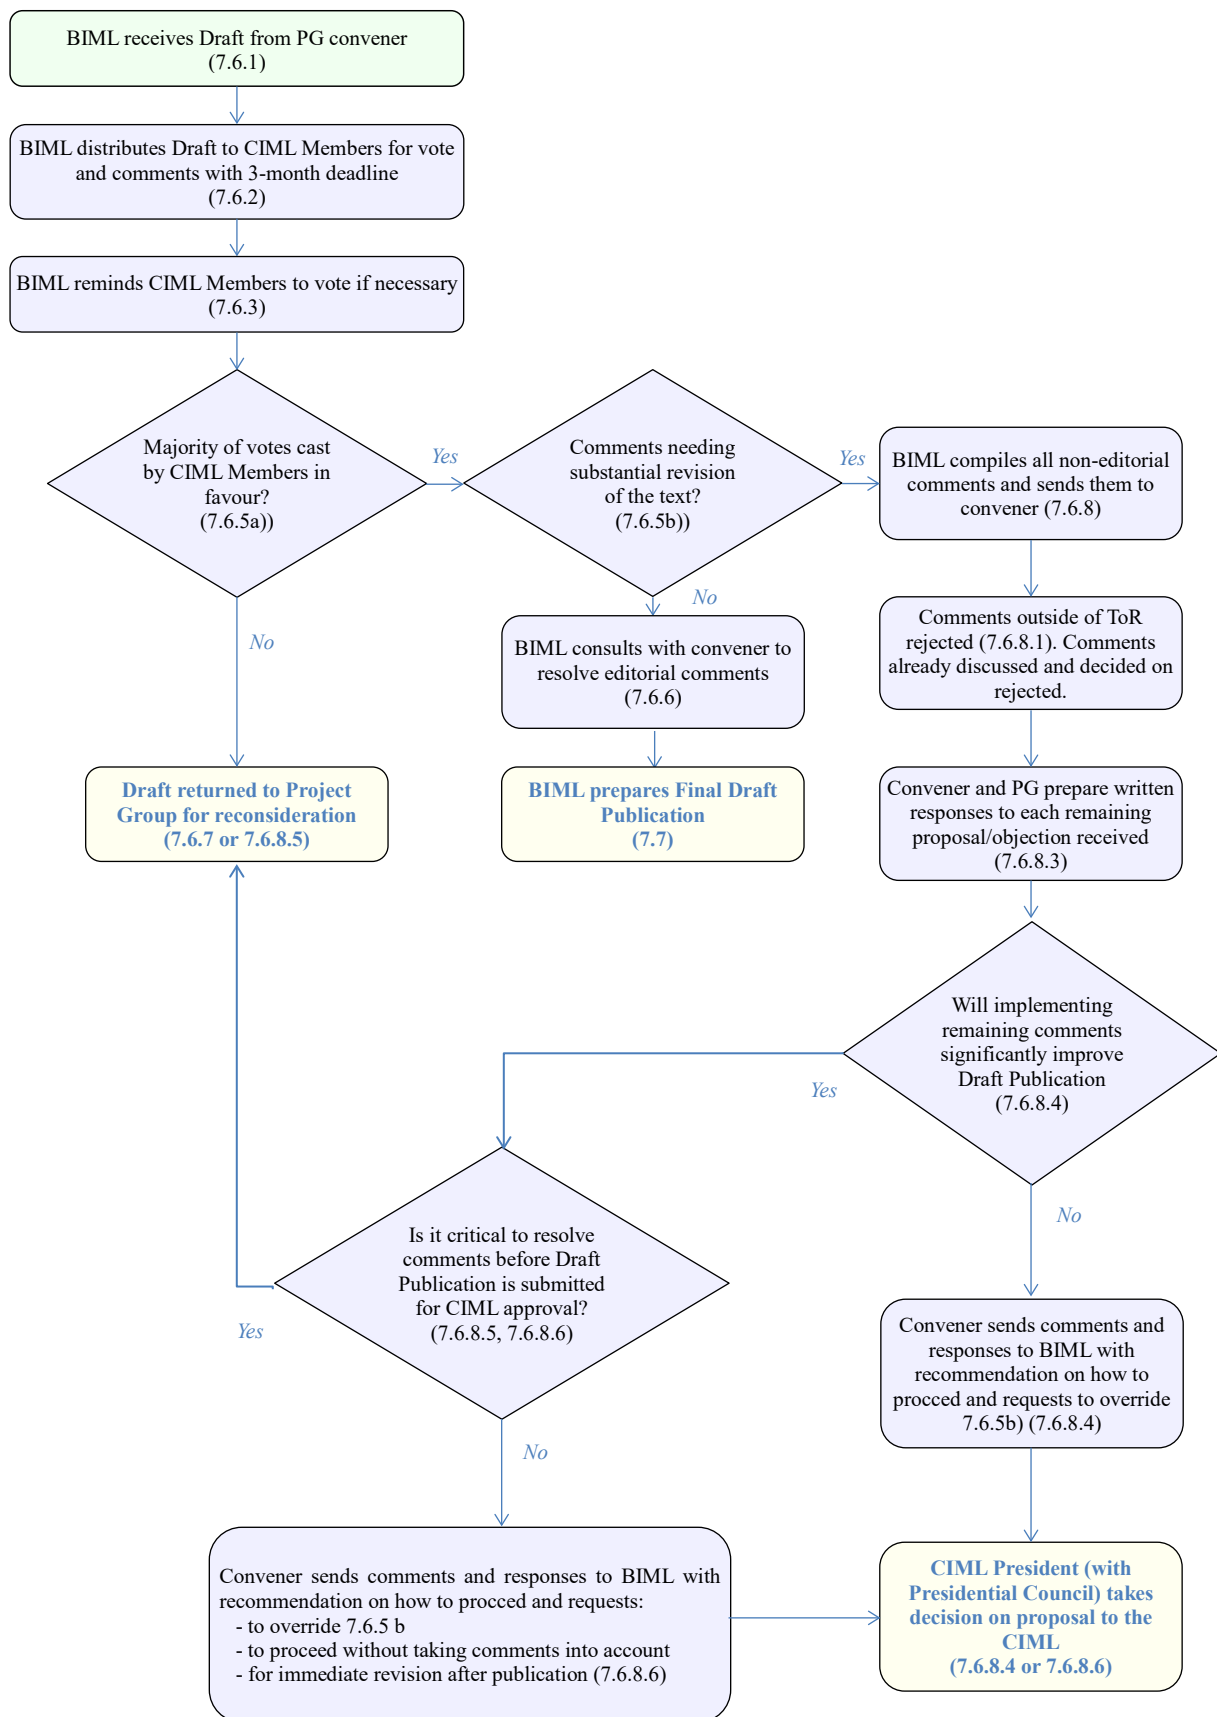 BIML receives Draft from PG convener
(7.6.1)
BIML distributes Draft to CIML Members for vote
and comments with 3-month deadline
(7.6.2)
BIML reminds CIML Members to vote if necessary
(7.6.3)
Majority of votes cast
by CIML Members in
favour?
(7.6.5a))
Yes
Comments needing
substantial revision
of the text?
(7.6.5b))
Yes
BIML compiles all non-editorial
comments and sends them to
convener (7.6.8)
No
No
BIML consults with convener to
resolve editorial comments
(7.6.6)
Comments outside of ToR
rejected (7.6.8.1). Comments
already discussed and decided on
rejected.
Draft returned to Project
Group for reconsideration
(7.6.7 or 7.6.8.5)
BIML prepares Final Draft
Publication
(7.7)
Convener and PG prepare written
responses to each remaining
proposal/objection received
(7.6.8.3)
Will implementing
remaining comments
significantly improve
Draft Publication
(7.6.8.4)
Yes
No
Is it critical to resolve
comments before Draft
Publication is submitted
for CIML approval?
(7.6.8.5, 7.6.8.6)
Yes
No
Convener sends comments and
responses to BIML with
recommendation on how to
procced and requests to override
7.6.5b) (7.6.8.4)
Convener sends comments and responses to BIML with
recommendation on how to procced and requests:
- to override 7.6.5 b
- to proceed without taking comments into account
- for immediate revision after publication (7.6.8.6)
CIML President (with
Presidential Council) takes
decision on proposal to the
CIML
(7.6.8.4 or 7.6.8.6)